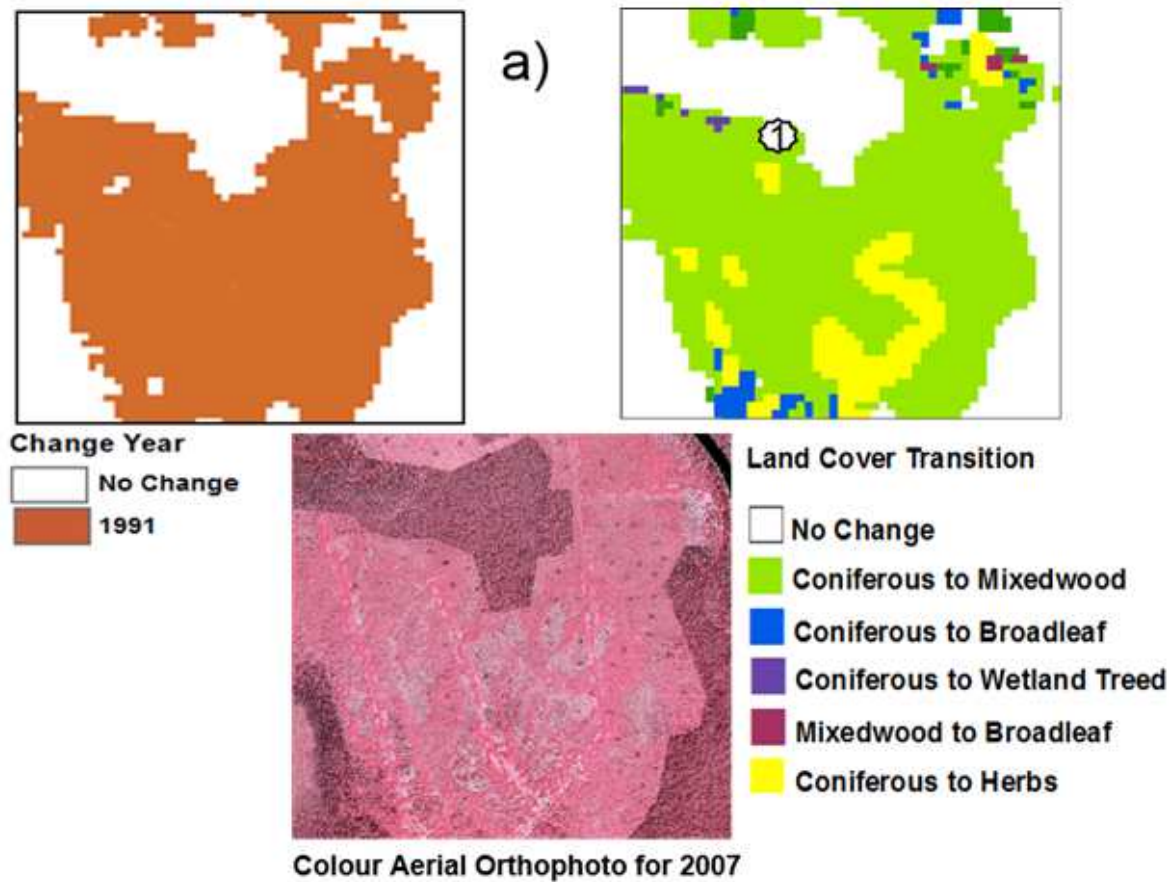 a)
1
Change Year
No Change
1991
Land Cover Transition
No Change
Coniferous to Mixedwood
Coniferous to Broadleaf
Coniferous to Wetland Treed
Mixedwood to Broadleaf
Coniferous to Herbs
Colour Aerial Orthophoto for 2007